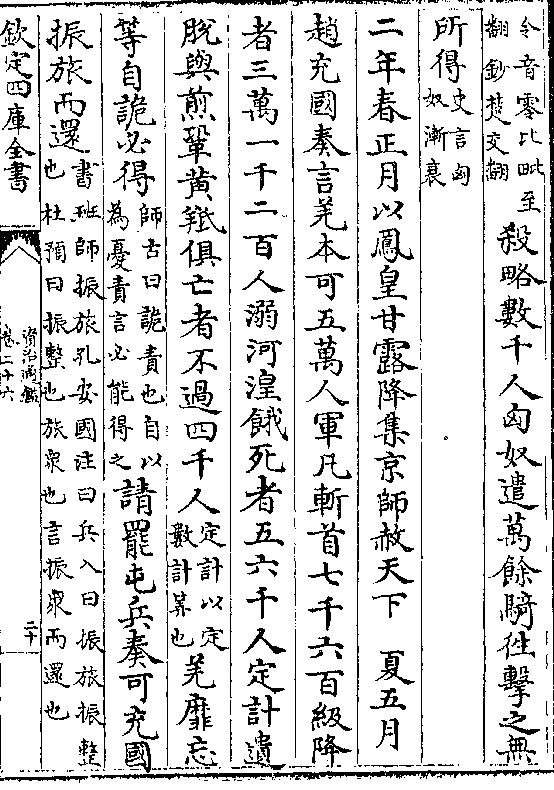 令音零比毗至
翻鈔楚交翻
殺略數千人匈奴遣萬餘騎往擊之無
所得
史言匈
奴漸衰
二年春正月以鳳皇甘露降集京師赦天下　夏五月
趙充國奏言羌本可五萬人軍凡斬首七千六百級降
者三萬一千二百人溺河湟餓死者五六千人定計遺
脫與煎鞏黄羝俱亡者不過四千人
定計以定
數計算也
羌靡忘
等自詭必得
師古曰詭責也自以
為憂責言必能得之
請罷屯兵奏可充國
振旅而還
書班師振旅孔安國注曰兵入曰振旅振整
也杜預曰振整也旅衆也言振衆而還也
欽定四庫全書
資治通鑑
卷二十六
二十